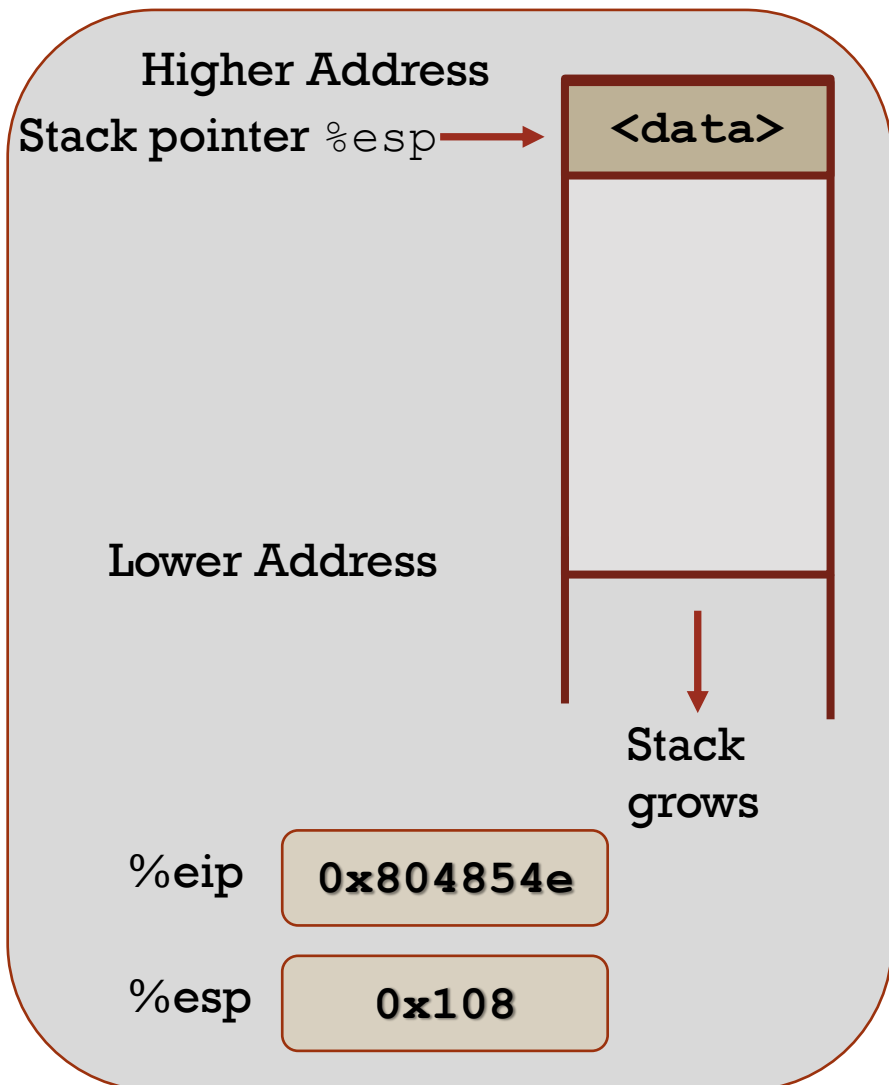 Higher Address
Stack pointer %esp
<data>
Lower Address
Stack
grows
%eip 0x804854e
%esp 0x108